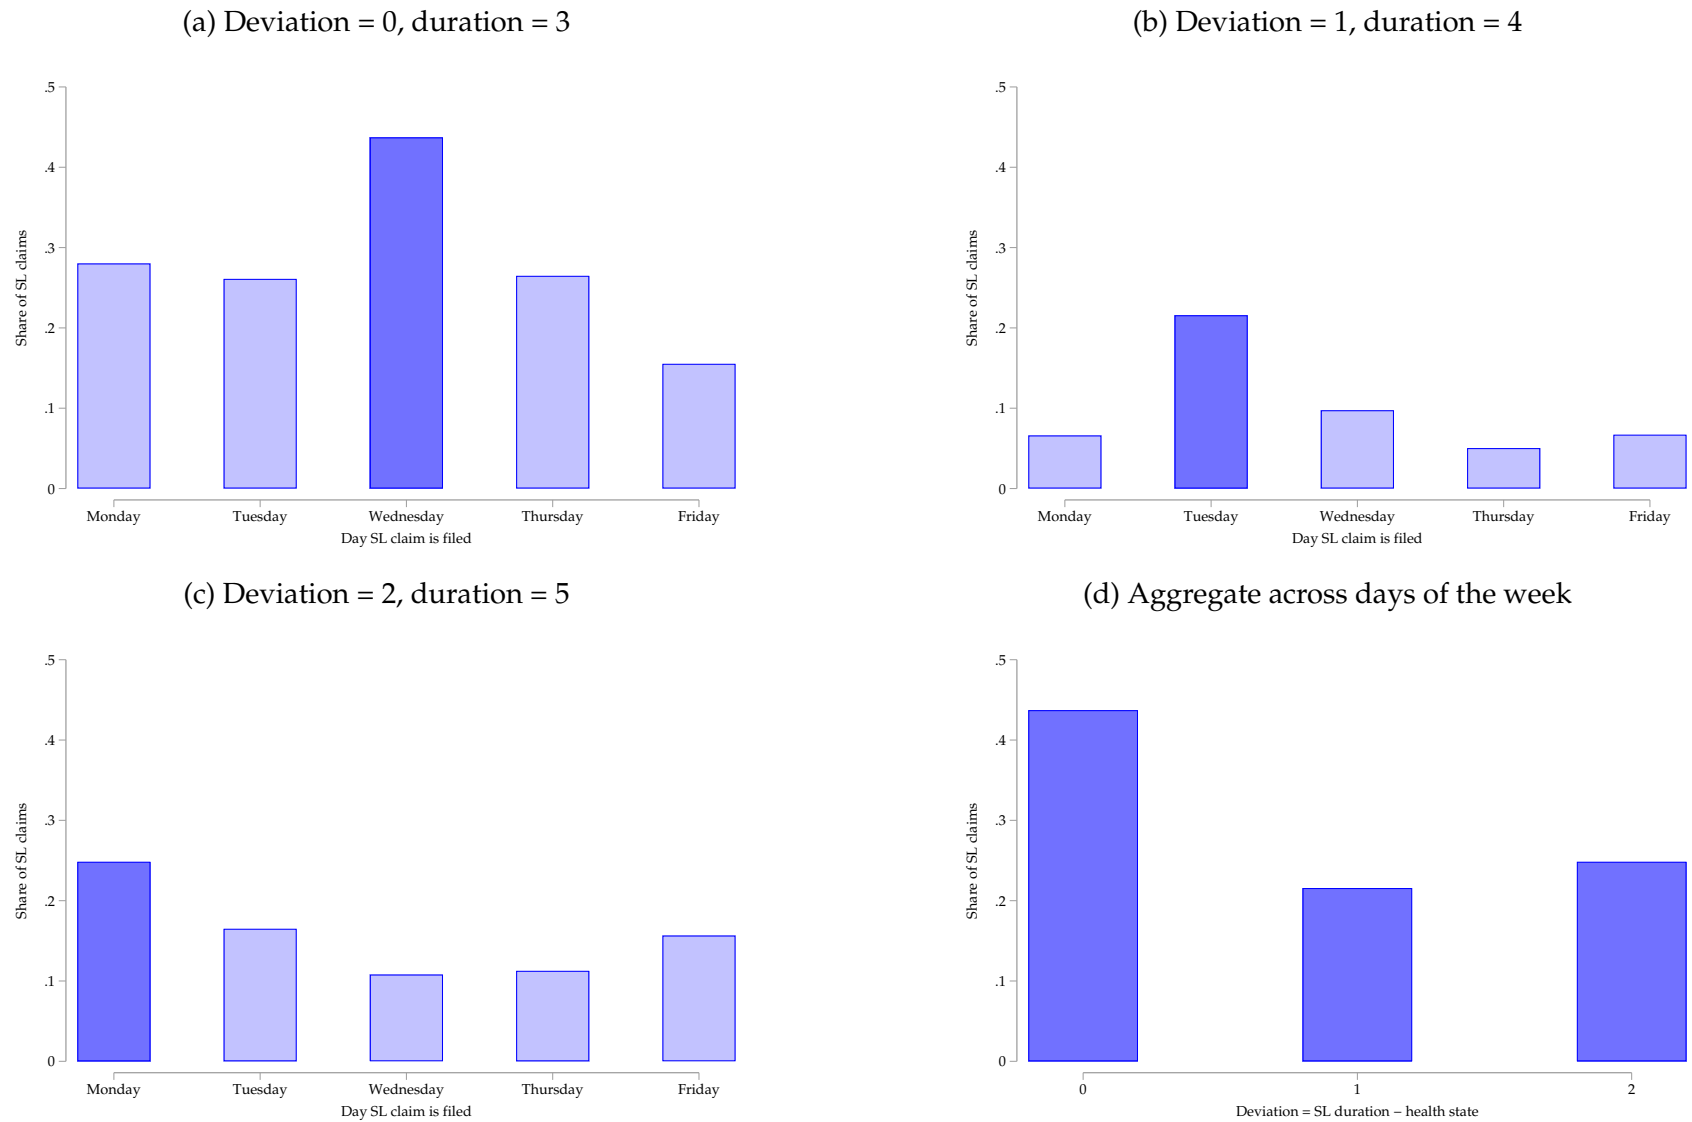 (a) Deviation = 0, duration = 3
.5
.4
.3
.2
.1
0
Share of SL claims
Monday Tuesday Wednesday Thursday Friday
Day SL claim is filed
(b) Deviation = 1, duration = 4
.5
.4
.3
.2
.1
0
Share of SL claims
Monday Tuesday Wednesday Thursday Friday
Day SL claim is filed
(c) Deviation = 2, duration = 5
.5
.4
.3
.2
.1
0
Share of SL claims
Monday Tuesday Wednesday Thursday Friday
Day SL claim is filed
(d) Aggregate across days of the week
.5
.4
.3
.2
.1
0
Share of SL claims
0 1 2
Deviation = SL duration − health state